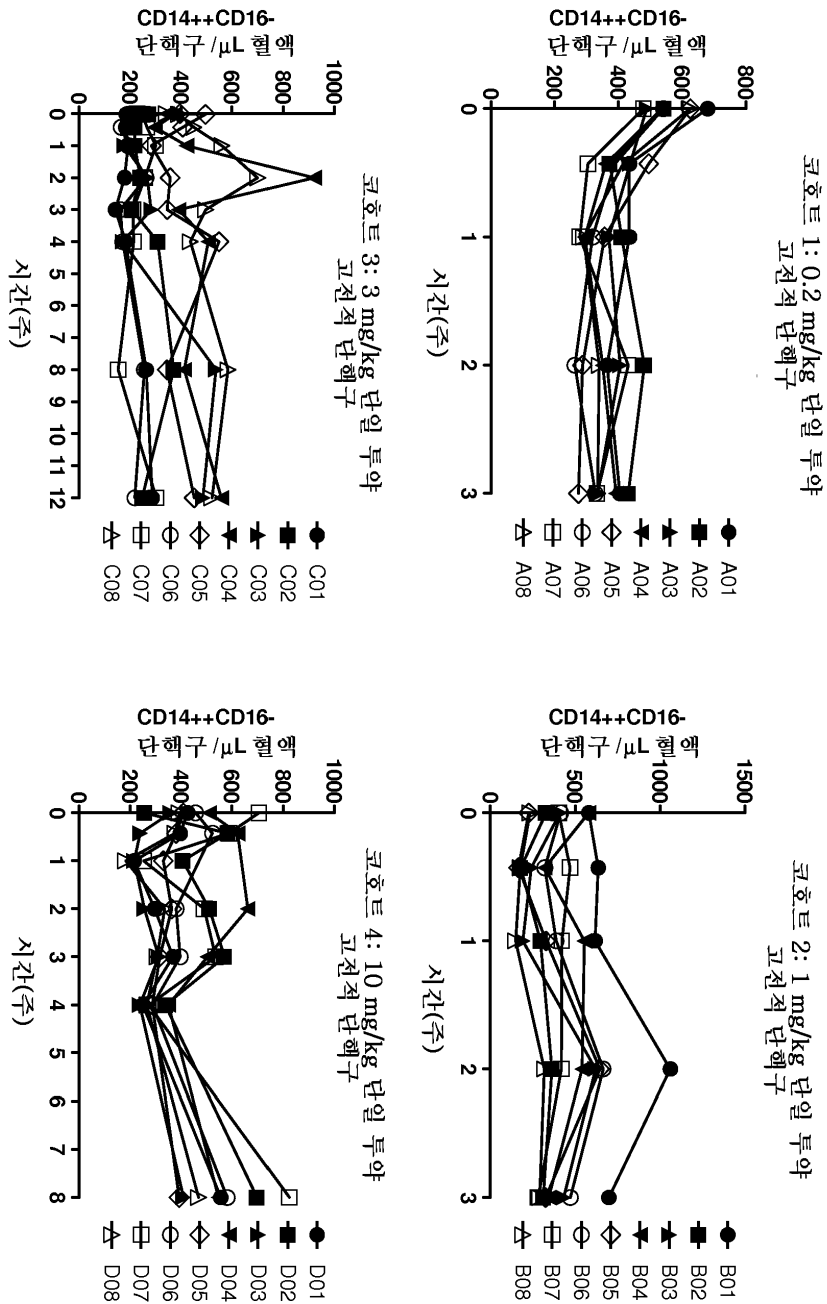 코호트 1: 0.2 mg/kg 단일 투약
고전적 단핵구
CD14++CD16-
단핵구 /μL 혈액
800
600
400
200
0
0
1
2
3
시간(주)
A01
A02
A03
A04
A05
A06
A07
A08
코호트 2: 1 mg/kg 단일 투약
고전적 단핵구
CD14++CD16-
단핵구 /μL 혈액
1500
1000
500
0
0
1
2
3
시간(주)
B01
B02
B03
B04
B05
B06
B07
B08
코호트 3: 3 mg/kg 단일 투약
고전적 단핵구
CD14++CD16-
단핵구 /μL 혈액
1000
800
600
400
200
0
0
1
2
3
4
5
6
7
8
9
10
11
12
시간(주)
C01
C02
C03
C04
C05
C06
C07
C08
코호트 4: 10 mg/kg 단일 투약
고전적 단핵구
CD14++CD16-
단핵구 /μL 혈액
1000
800
600
400
200
0
0
1
2
3
4
5
6
7
8
시간(주)
D01
D02
D03
D04
D05
D06
D07
D08